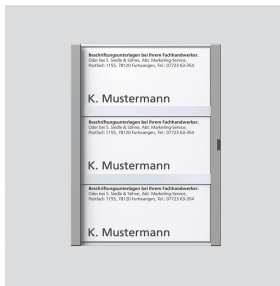 Beschriftungsunterlagen bei Ihrem Fachhandwerker.
Oder bei S. Siedle & Söhne, Abt. Marketing-Service,
Postfach 1155, 78120 Furtwangen, Tel.: 07723 63-354
K. Mustermann
Beschriftungsunterlagen bei Ihrem Fachhandwerker.
Oder bei S. Siedle & Söhne, Abt. Marketing-Service,
Postfach 1155, 78120 Furtwangen, Tel.: 07723 63-354
K. Mustermann
Beschriftungsunterlagen bei Ihrem Fachhandwerker.
Oder bei S. Siedle & Söhne, Abt. Marketing-Service,
Postfach 1155, 78120 Furtwangen, Tel.: 07723 63-354
K. Mustermann